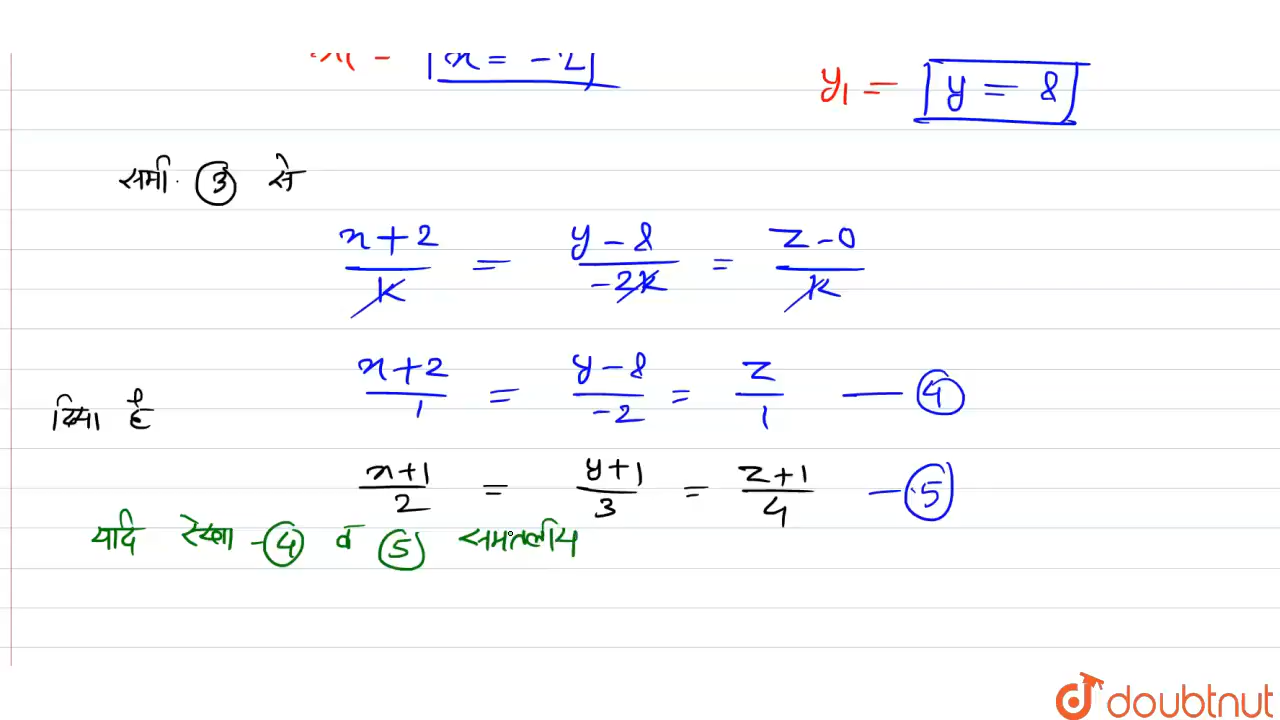 x = -2
y₁ = y = 8
समी. ③ से
x+2/k = y-8/-2k = z-0/k
x+2/1 = y-8/-2 = z/1 — ④
दिया है
x+1/2 = y+1/3 = z+1/4 — ⑤
यदि रेखा - ④ व ⑤ समतलीय
doubtnut